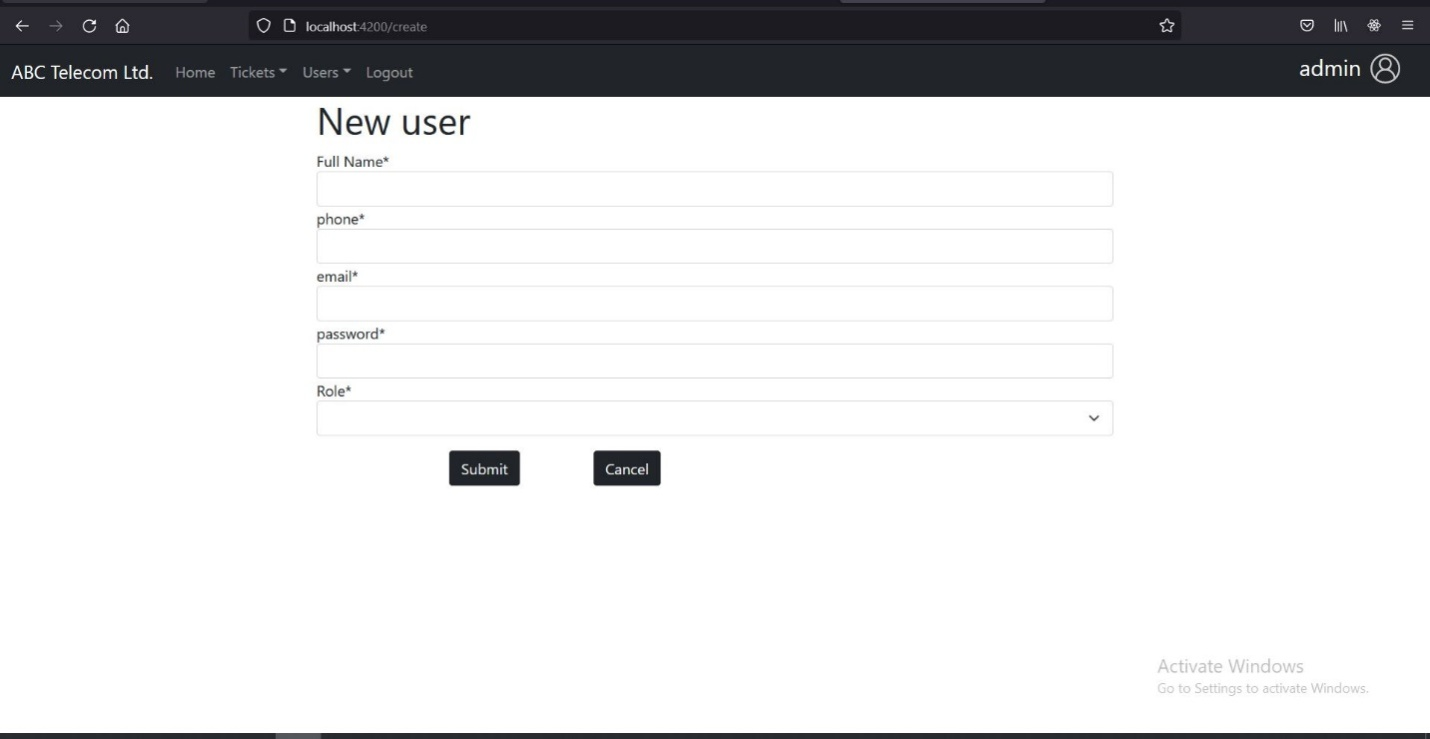 localhost:4200/create
ABC Telecom Ltd. Home Tickets Users Logout admin
New user
Full Name*
phone*
email*
password*
Role*
Submit Cancel
Activate Windows
Go to Settings to activate Windows.